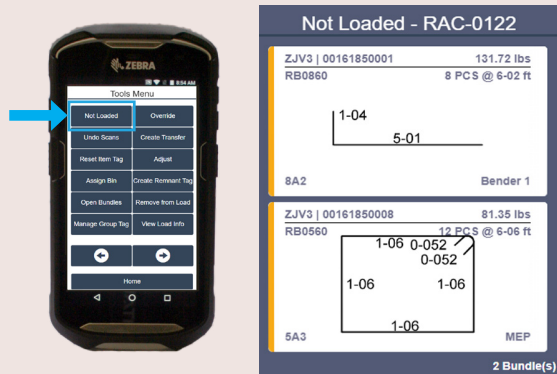 ZEBRA
8:54 AM
Tools Menu
Not Loaded Override
Undo Scans Create Transfer
Reset Item Tag Adjust
Assign Bin Create Remnant Tag
Open Bundles Remove from Load
Manage Group Tag View Load Info
Home
Not Loaded - RAC-0122
ZJV3 | 00161850001 131.72 lbs
RB0860 8 PCS @ 6-02 ft
1-04
5-01
8A2 Bender 1
ZJV3 | 00161850008 81.35 lbs
RB0560 12 PCS @ 6-06 ft
1-06 0-052
0-052
1-06 1-06
1-06
5A3 MEP
2 Bundle(s)